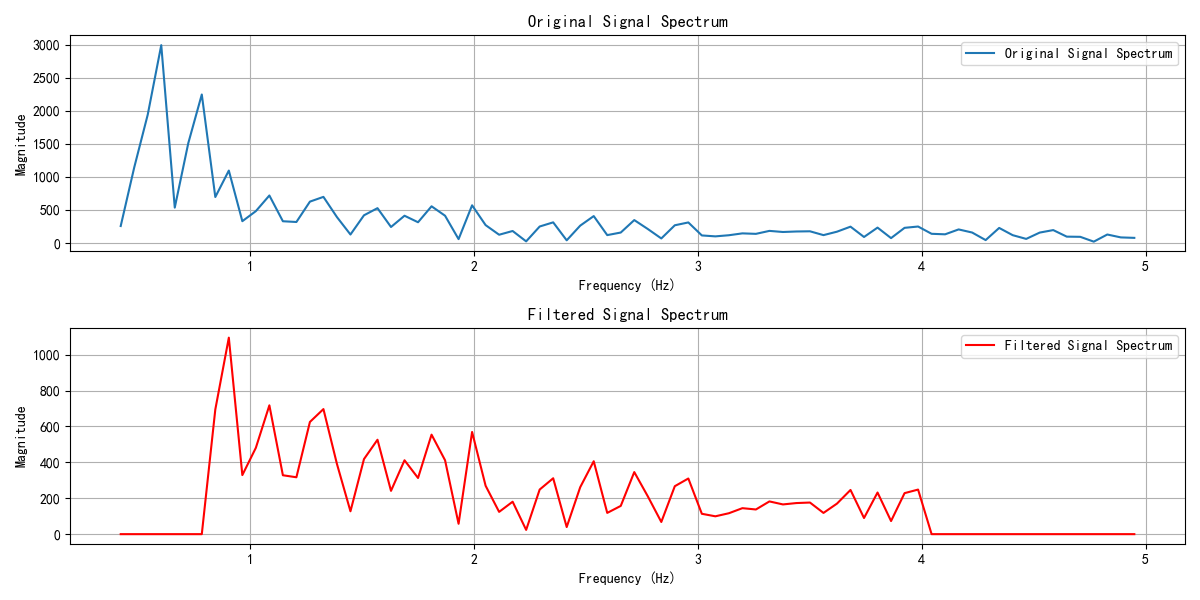 Original Signal Spectrum
Original Signal Spectrum
3000
2500
2000
1500
1000
500
0
Magnitude
1 2 3 4 5
Frequency (Hz)
Filtered Signal Spectrum
Filtered Signal Spectrum
1000
800
600
400
200
0
Magnitude
1 2 3 4 5
Frequency (Hz)